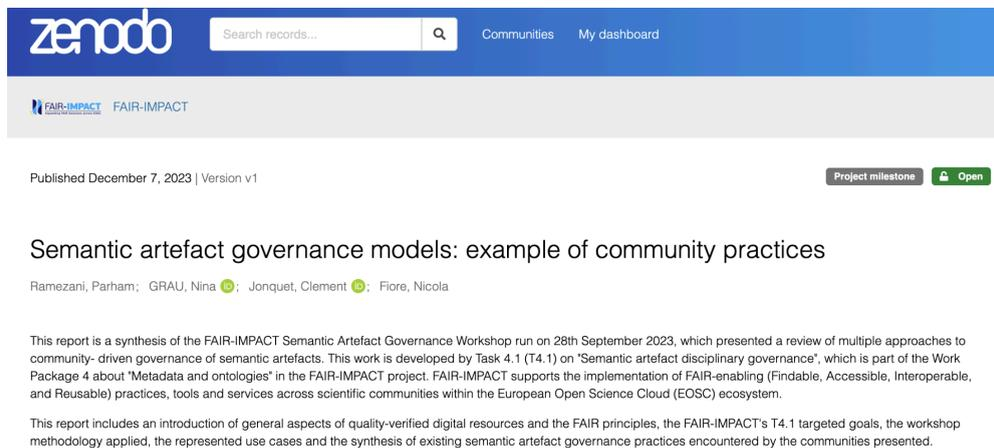 zenodo
Search records...
Communities
My dashboard
FAIR-IMPACT
FAIR-IMPACT
Published December 7, 2023 | Version v1
Project milestone
Open
Semantic artefact governance models: example of community practices
Ramezani, Parham; GRAU, Nina iD; Jonquet, Clement iD; Fiore, Nicola
This report is a synthesis of the FAIR-IMPACT Semantic Artefact Governance Workshop run on 28th September 2023, which presented a review of multiple approaches to
community- driven governance of semantic artefacts. This work is developed by Task 4.1 (T4.1) on "Semantic artefact disciplinary governance", which is part of the Work
Package 4 about "Metadata and ontologies" in the FAIR-IMPACT project. FAIR-IMPACT supports the implementation of FAIR-enabling (Findable, Accessible, Interoperable,
and Reusable) practices, tools and services across scientific communities within the European Open Science Cloud (EOSC) ecosystem.
This report includes an introduction of general aspects of quality-verified digital resources and the FAIR principles, the FAIR-IMPACT's T4.1 targeted goals, the workshop
methodology applied, the represented use cases and the synthesis of existing semantic artefact governance practices encountered by the communities presented.